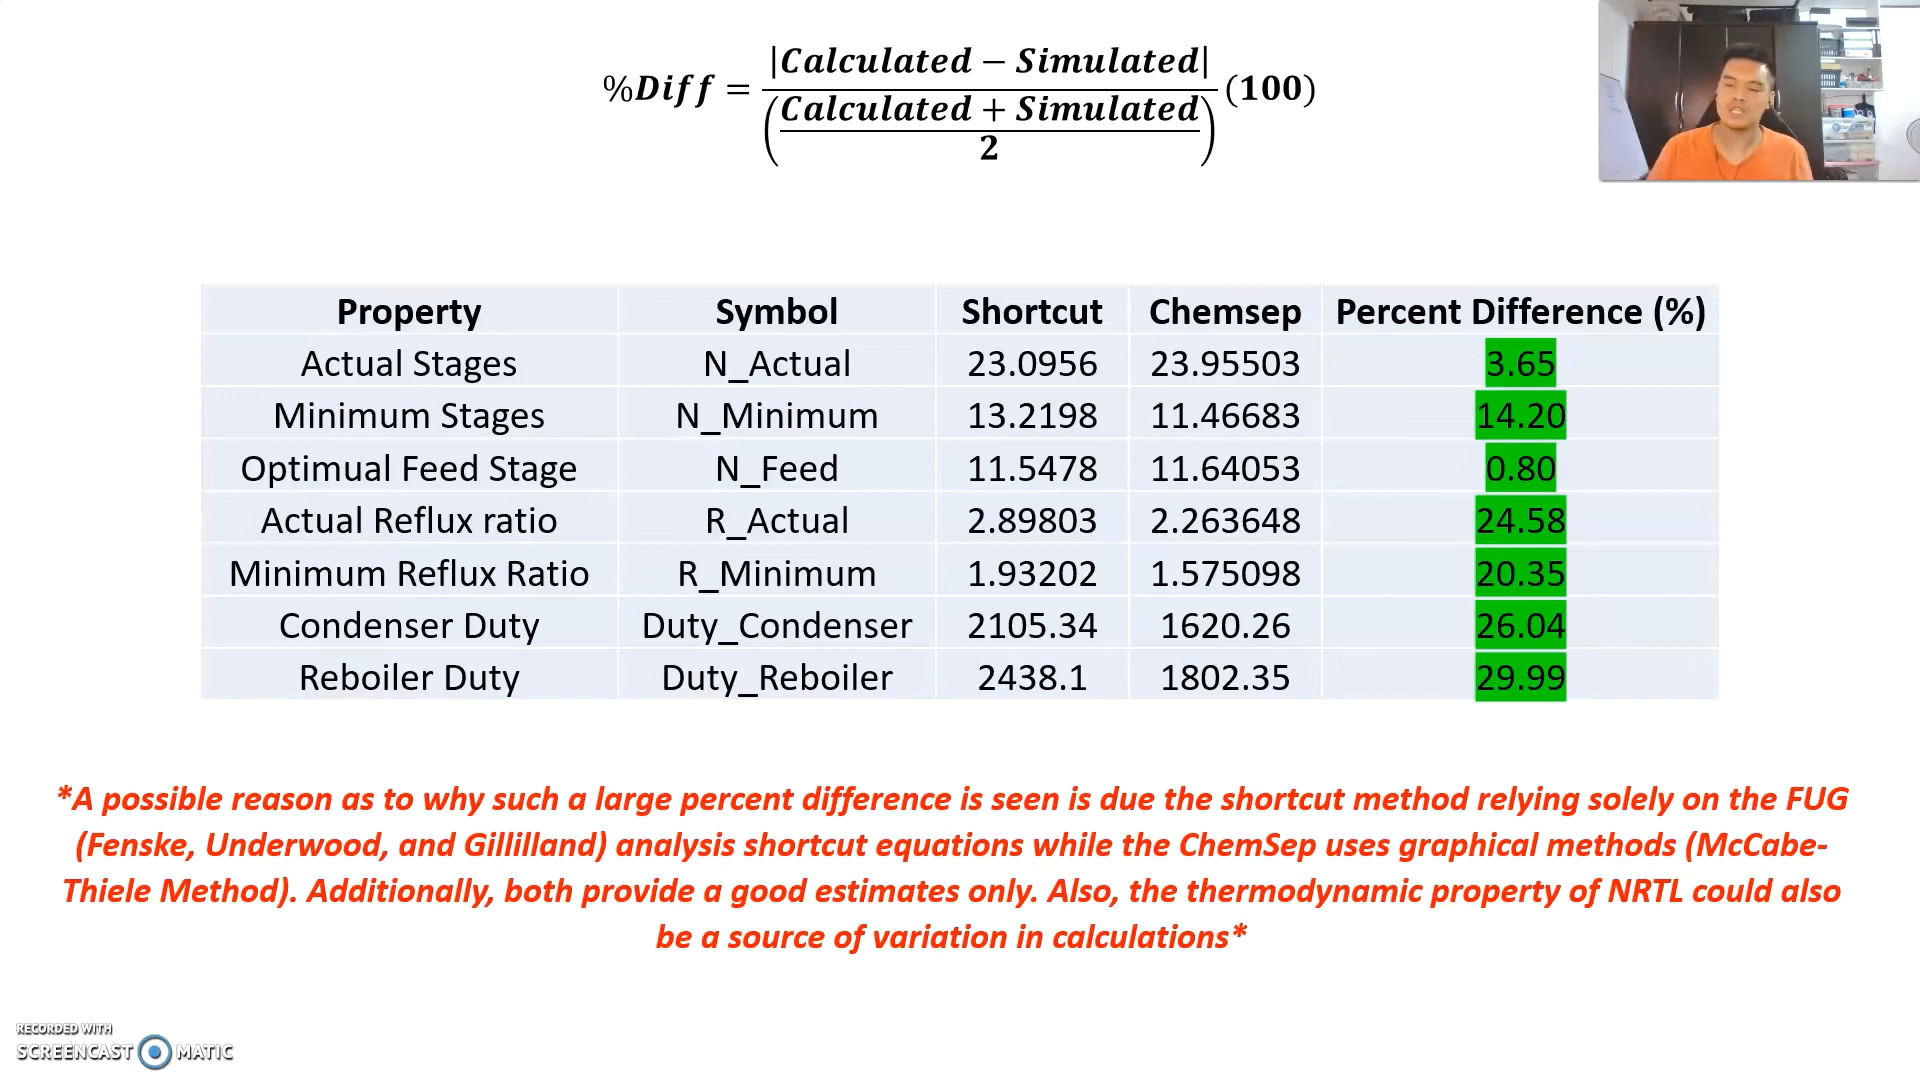 %Diff = |Calculated − Simulated| / ((Calculated + Simulated) / 2) (100)
Property Symbol Shortcut Chemsep Percent Difference (%)
Actual Stages N_Actual 23.0956 23.95503 3.65
Minimum Stages N_Minimum 13.2198 11.46683 14.20
Optimual Feed Stage N_Feed 11.5478 11.64053 0.80
Actual Reflux ratio R_Actual 2.89803 2.263648 24.58
Minimum Reflux Ratio R_Minimum 1.93202 1.575098 20.35
Condenser Duty Duty_Condenser 2105.34 1620.26 26.04
Reboiler Duty Duty_Reboiler 2438.1 1802.35 29.99
*A possible reason as to why such a large percent difference is seen is due the shortcut method relying solely on the FUG
(Fenske, Underwood, and Gillilland) analysis shortcut equations while the ChemSep uses graphical methods (McCabe-
Thiele Method). Additionally, both provide a good estimates only. Also, the thermodynamic property of NRTL could also
be a source of variation in calculations*
RECORDED WITH
SCREENCAST MATIC